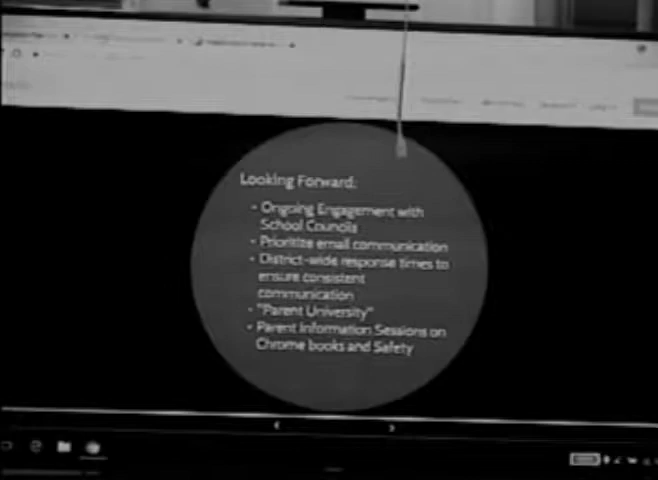 Looking Forward:
• Ongoing Engagement with
School Councils
• Prioritize email communication
• District-wide response times to
ensure consistent
communication
• "Parent University"
• Parent Information Sessions on
Chrome books and Safety